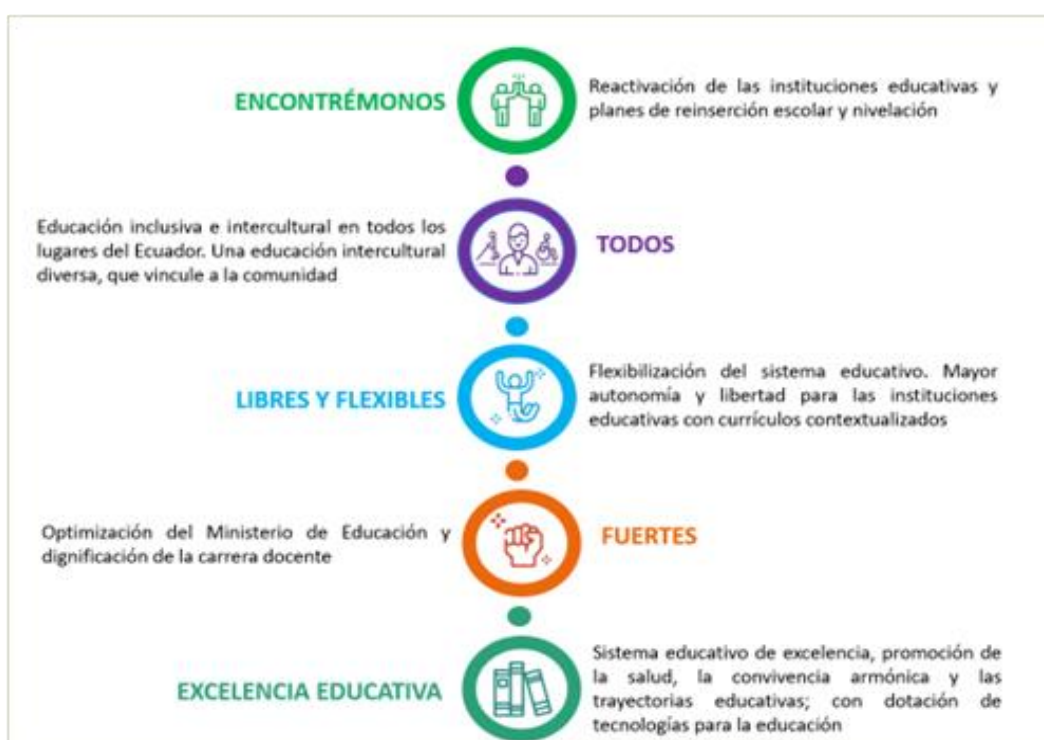 ENCONTRÉMONOS
Reactivación de las instituciones educativas y
planes de reinserción escolar y nivelación
Educación inclusiva e intercultural en todos los
lugares del Ecuador. Una educación intercultural
diversa, que vincule a la comunidad
TODOS
LIBRES Y FLEXIBLES
Flexibilización del sistema educativo. Mayor
autonomía y libertad para las instituciones
educativas con currículos contextualizados
Optimización del Ministerio de Educación y
dignificación de la carrera docente
FUERTES
EXCELENCIA EDUCATIVA
Sistema educativo de excelencia, promoción de
la salud, la convivencia armónica y las
trayectorias educativas; con dotación de
tecnologías para la educación